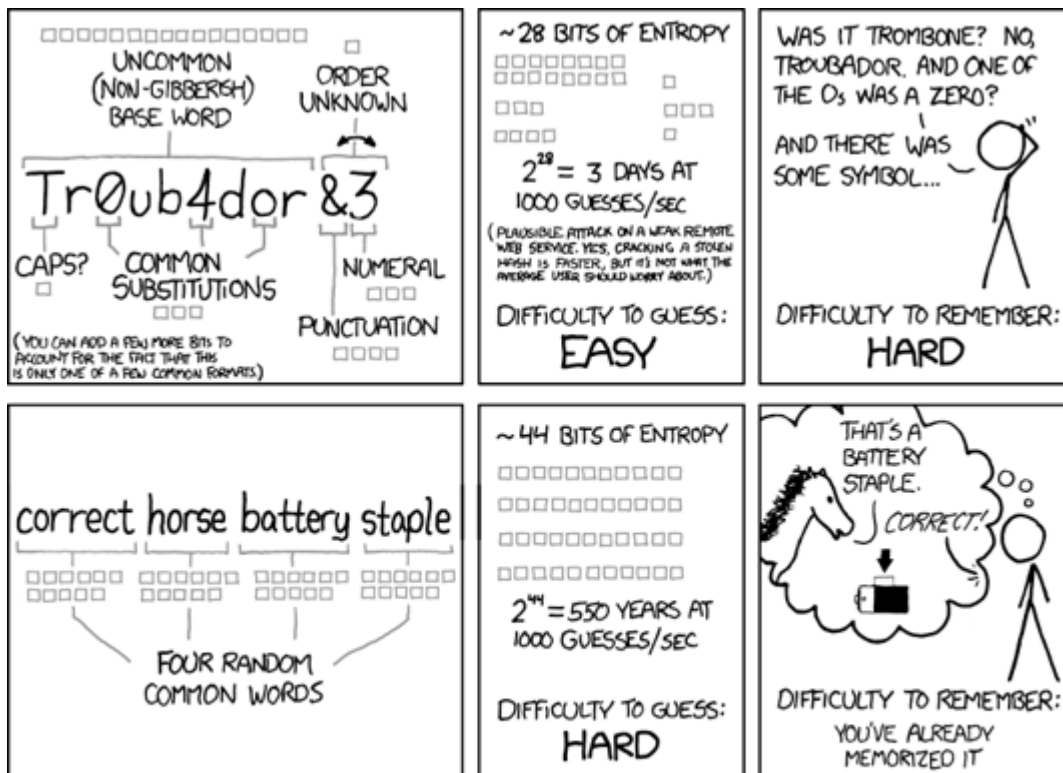 UNCOMMON
(NON-GIBBERISH)
BASE WORD
ORDER
UNKNOWN
Tr0ub4dor &3
CAPS?
COMMON
SUBSTITUTIONS
NUMERAL
PUNCTUATION
(YOU CAN ADD A FEW MORE BITS TO
ACCOUNT FOR THE FACT THAT THIS
IS ONLY ONE OF A FEW COMMON FORMATS.)
~28 BITS OF ENTROPY
2^28 = 3 DAYS AT
1000 GUESSES/SEC
(PLAUSIBLE ATTACK ON A WEAK REMOTE
WEB SERVICE. YES, CRACKING A STOLEN
HASH IS FASTER, BUT IT'S NOT WHAT THE
AVERAGE USER SHOULD WORRY ABOUT.)
DIFFICULTY TO GUESS:
EASY
WAS IT TROMBONE? NO,
TROUBADOR. AND ONE OF
THE Os WAS A ZERO?
AND THERE WAS
SOME SYMBOL...
DIFFICULTY TO REMEMBER:
HARD
correct horse battery staple
FOUR RANDOM
COMMON WORDS
~44 BITS OF ENTROPY
2^44 = 550 YEARS AT
1000 GUESSES/SEC
DIFFICULTY TO GUESS:
HARD
THAT'S A
BATTERY
STAPLE.
CORRECT!
DIFFICULTY TO REMEMBER:
YOU'VE ALREADY
MEMORIZED IT